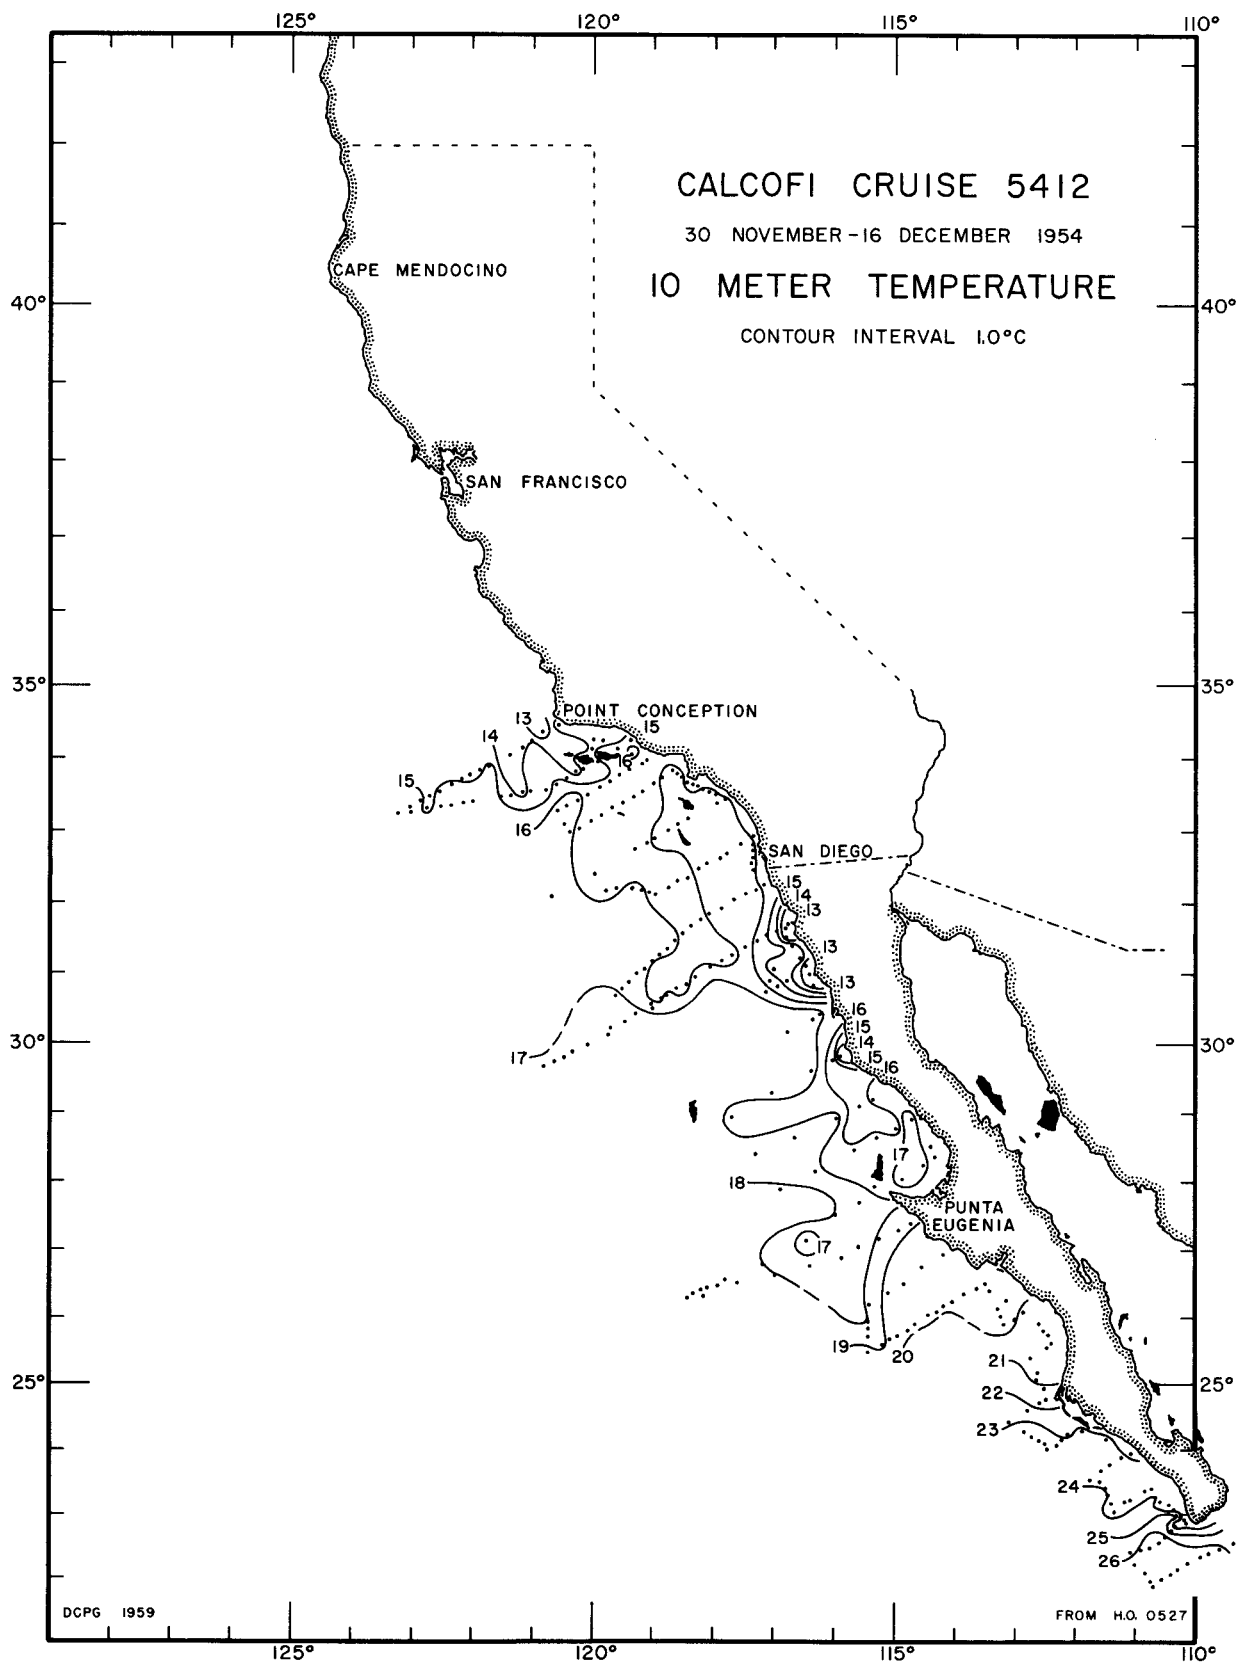 125° 120° 115° 110°
CALCOFI CRUISE 5412
30 NOVEMBER-16 DECEMBER 1954
CAPE MENDOCINO
10 METER TEMPERATURE
40° 40°
CONTOUR INTERVAL 1.0°C
SAN FRANCISCO
35° 35°
POINT CONCEPTION
13 15
14
16
15
16
SAN DIEGO
15
14
13
13
13
16
15
30° 14 30°
17 15
16
17
18
PUNTA
EUGENIA
17
19 20
21
25° 22 25°
23
24
25
26
DCPG 1959 FROM H.O. 0527
125° 120° 115° 110°